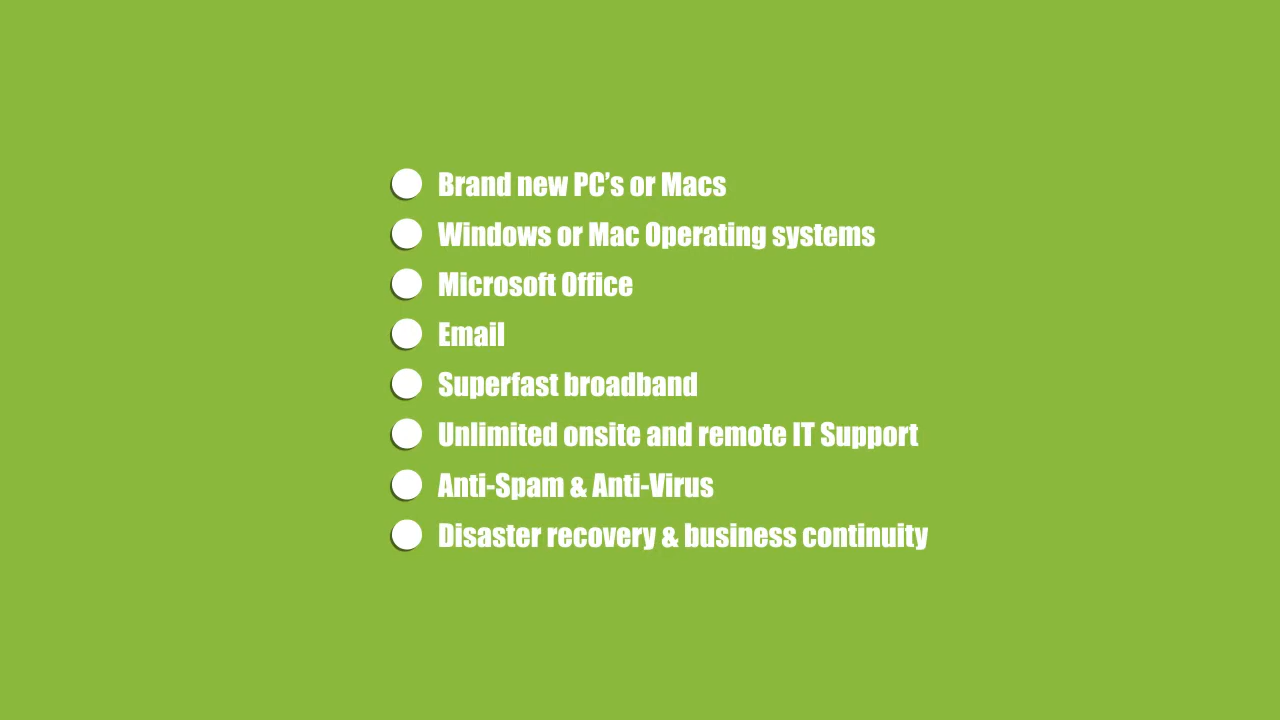 Brand new PC’s or Macs
Windows or Mac Operating systems
Microsoft Office
Email
Superfast broadband
Unlimited onsite and remote IT Support
Anti-Spam & Anti-Virus
Disaster recovery & business continuity